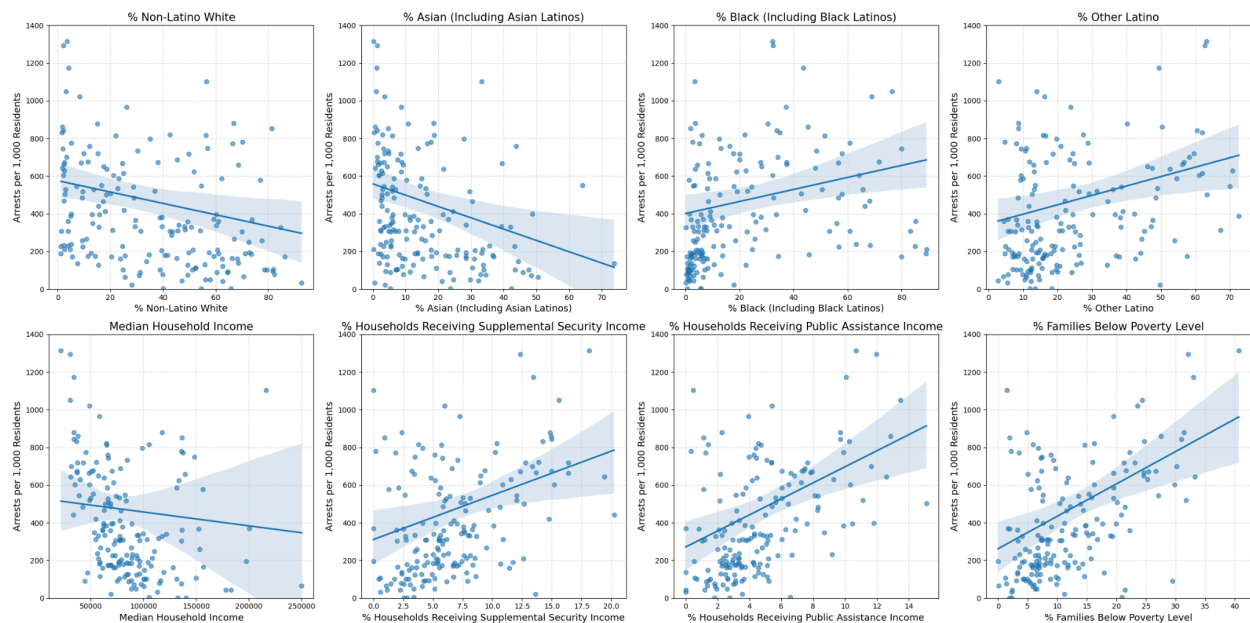 % Non-Latino White
Arrests per 1,000 Residents
1400
1200
1000
800
600
400
200
0
0 20 40 60 80
% Non-Latino White
% Asian (Including Asian Latinos)
Arrests per 1,000 Residents
1400
1200
1000
800
600
400
200
0
0 10 20 30 40 50 60 70
% Asian (Including Asian Latinos)
% Black (Including Black Latinos)
Arrests per 1,000 Residents
1400
1200
1000
800
600
400
200
0
0 20 40 60 80
% Black (Including Black Latinos)
% Other Latino
Arrests per 1,000 Residents
1400
1200
1000
800
600
400
200
0
0 10 20 30 40 50 60 70
% Other Latino
Median Household Income
Arrests per 1,000 Residents
1400
1200
1000
800
600
400
200
0
50000 100000 150000 200000 250000
Median Household Income
% Households Receiving Supplemental Security Income
Arrests per 1,000 Residents
1400
1200
1000
800
600
400
200
0
0.0 2.5 5.0 7.5 10.0 12.5 15.0 17.5 20.0
% Households Receiving Supplemental Security Income
% Households Receiving Public Assistance Income
Arrests per 1,000 Residents
1400
1200
1000
800
600
400
200
0
0 2 4 6 8 10 12 14
% Households Receiving Public Assistance Income
% Families Below Poverty Level
Arrests per 1,000 Residents
1400
1200
1000
800
600
400
200
0
0 5 10 15 20 25 30 35 40
% Families Below Poverty Level